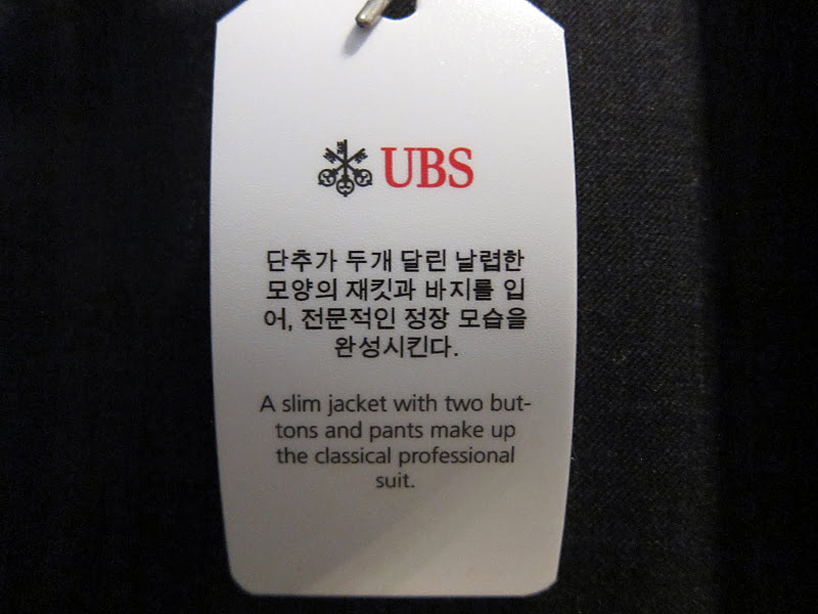 UBS
단추가 두개 달린 날렵한
모양의 재킷과 바지를 입
어, 전문적인 정장 모습을
완성시킨다.
A slim jacket with two but-
tons and pants make up
the classical professional
suit.